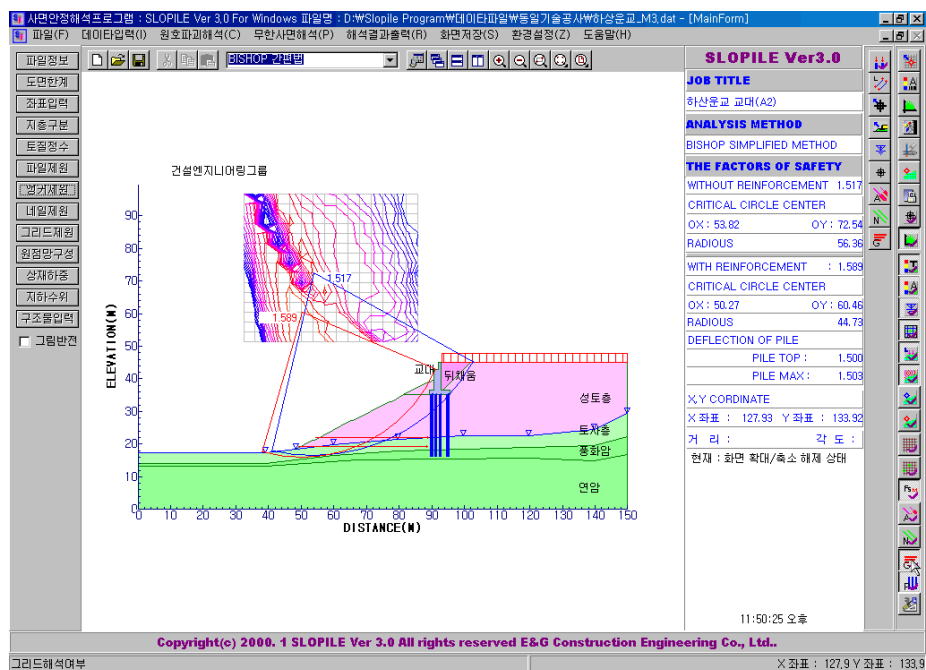 사면안정해석프로그램 : SLOPILE Ver 3.0 For Windows 파일명 : D:₩Slopile Program₩데이타파일₩동일기술공사₩하상운교_M3.dat - [MainForm]
파일(F) 데이타입력(I) 원호파괴해석(C) 무한사면해석(P) 해석결과출력(R) 화면저장(S) 환경설정(Z) 도움말(H)
파일정보
도면한계
좌표입력
지층구분
토질정수
파일제원
앵커제원
네일제원
그리드제원
원점망구성
상재하중
지하수위
구조물입력
그림반전
BISHOP 간편법
건설엔지니어링그룹
ELEVATION(M)
90
80
70
60
50
40
30
20
10
0
1.517
1.589
교대
뒤채움
성토층
토사층
풍화암
연암
0 10 20 30 40 50 60 70 80 90 100 110 120 130 140 150
DISTANCE(M)
SLOPILE Ver3.0
JOB TITLE
하산운교 교대(A2)
ANALYSIS METHOD
BISHOP SIMPLIFIED METHOD
THE FACTORS OF SAFETY
WITHOUT REINFORCEMENT 1.517
CRITICAL CIRCLE CENTER
OX : 53.82 OY : 72.54
RADIOUS 56.36
WITH REINFORCEMENT : 1.589
CRITICAL CIRCLE CENTER
OX : 50.27 OY : 60.46
RADIOUS 44.73
DEFLECTION OF PILE
PILE TOP : 1.500
PILE MAX : 1.503
X,Y CORDINATE
X 좌표 : 127.93 Y 좌표 : 133.92
거 리 : 각 도 :
현재 : 화면 확대/축소 해제 상태
11:50:25 오후
Copyright(c) 2000. 1 SLOPILE Ver 3.0 All rights reserved E&G Construction Engineering Co., Ltd..
그리드해석여부
X 좌표 : 127,9 Y 좌표 : 133,9